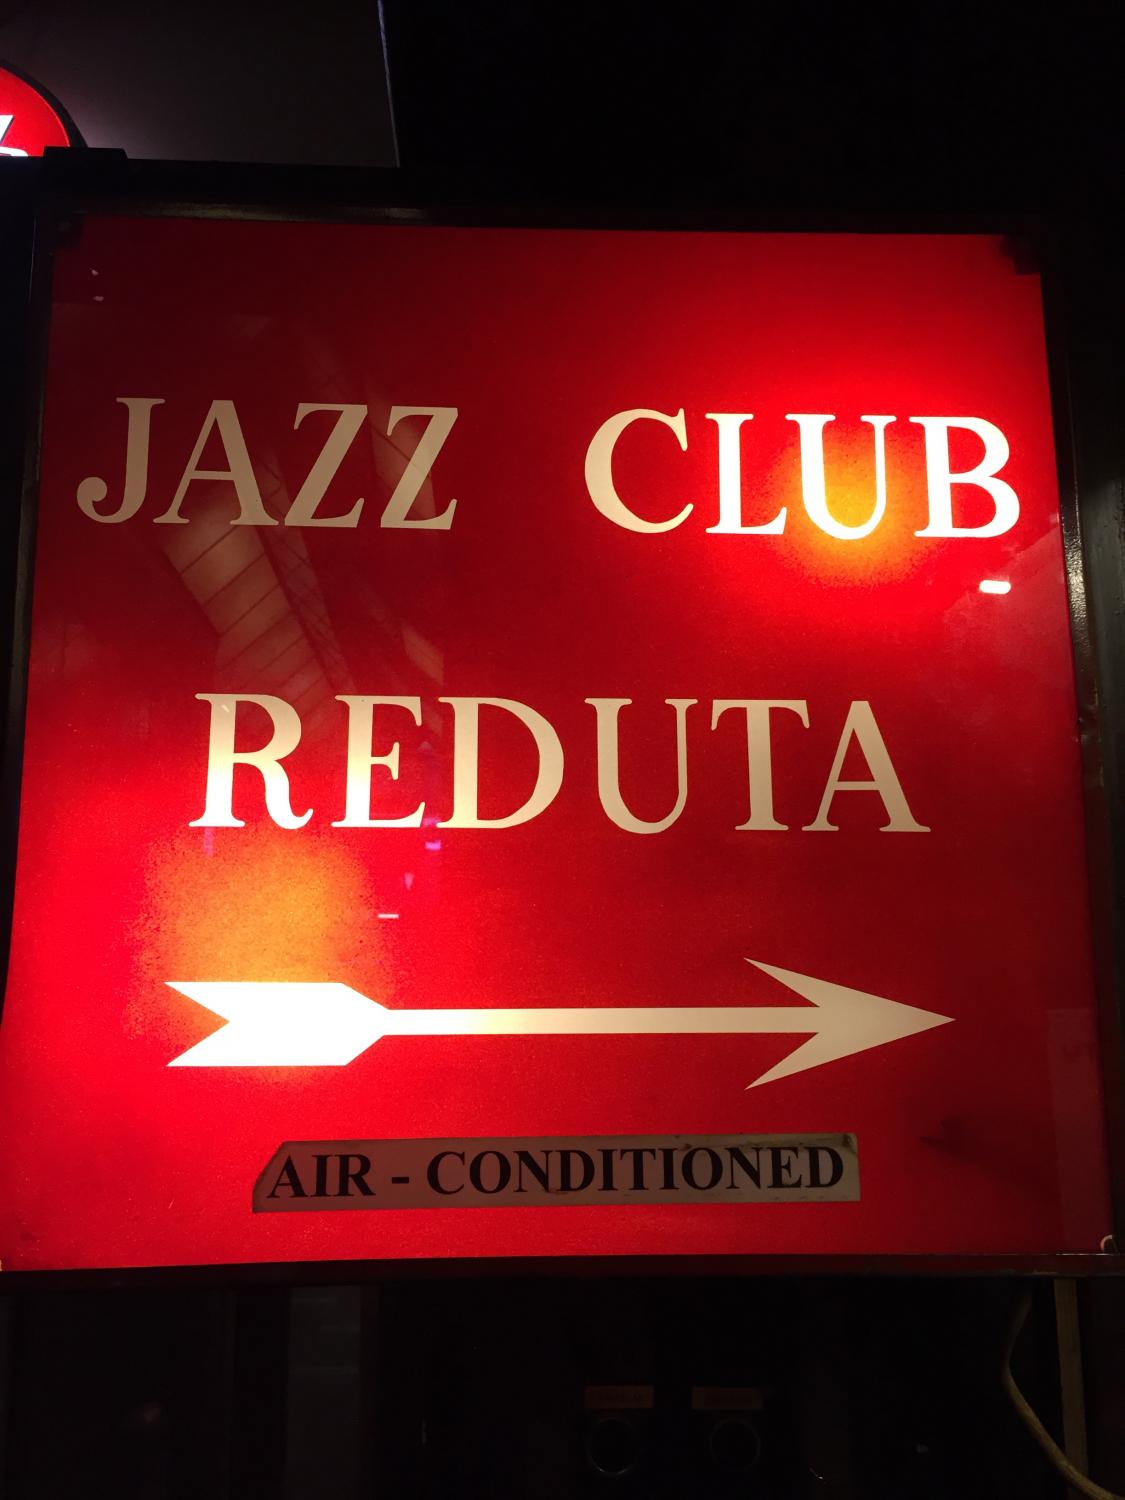 JAZZ CLUB
REDUTA
AIR - CONDITIONED